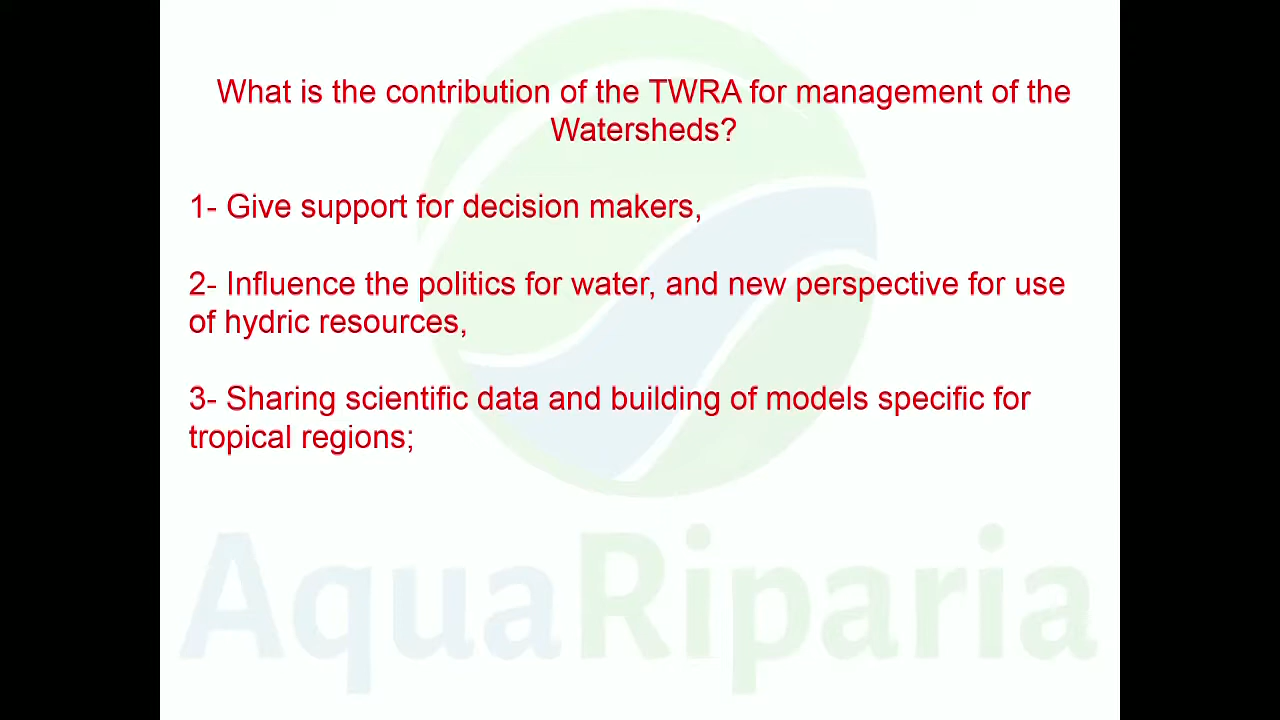 What is the contribution of the TWRA for management of the
Watersheds?
1- Give support for decision makers,
2- Influence the politics for water, and new perspective for use
of hydric resources,
3- Sharing scientific data and building of models specific for
tropical regions;
AquaRiparia